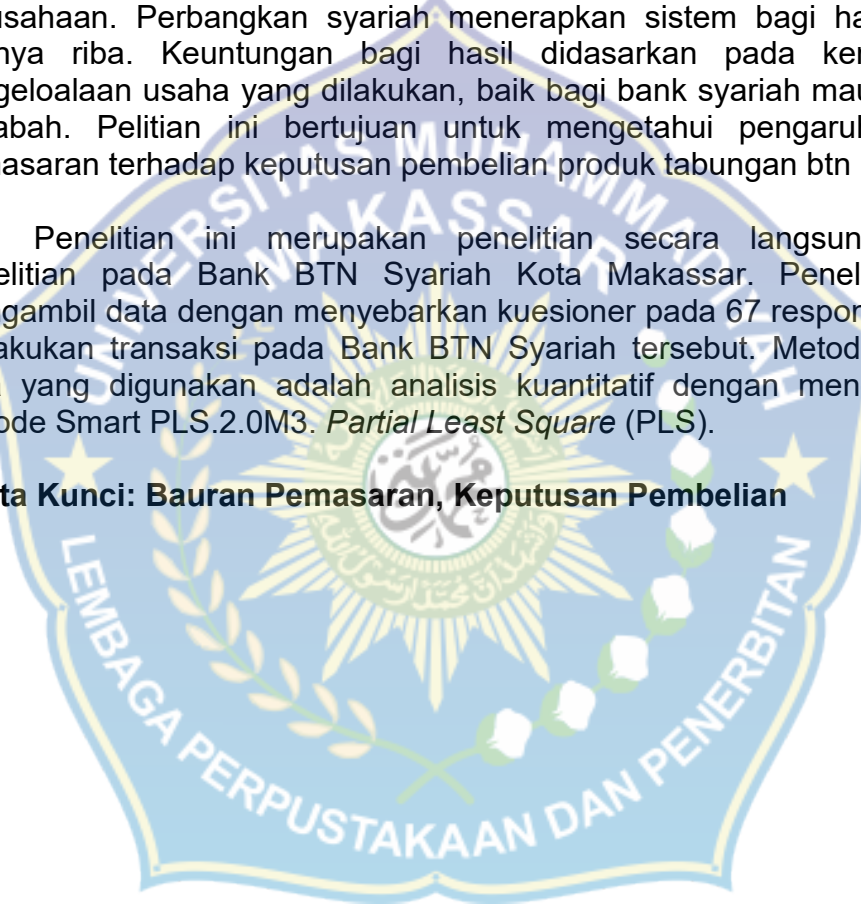 usahaan. Perbangkan syariah menerapkan sistem bagi ha
nya riba. Keuntungan bagi hasil didasarkan pada ker
geloalaan usaha yang dilakukan, baik bagi bank syariah mau
abah. Pelitian ini bertujuan untuk mengetahui pengaruh
asaran terhadap keputusan pembelian produk tabungan btn
Penelitian ini merupakan penelitian secara langsun
elitian pada Bank BTN Syariah Kota Makassar. Penel
gambil data dengan menyebarkan kuesioner pada 67 respon
akukan transaksi pada Bank BTN Syariah tersebut. Metod
yang digunakan adalah analisis kuantitatif dengan men
ode Smart PLS.2.0M3. Partial Least Square (PLS).
ta Kunci: Bauran Pemasaran, Keputusan Pembelian
UNIVERSITAS MUHAMMADIYAH
MAKASSAR
LEMBAGA PERPUSTAKAAN DAN PENERBITAN